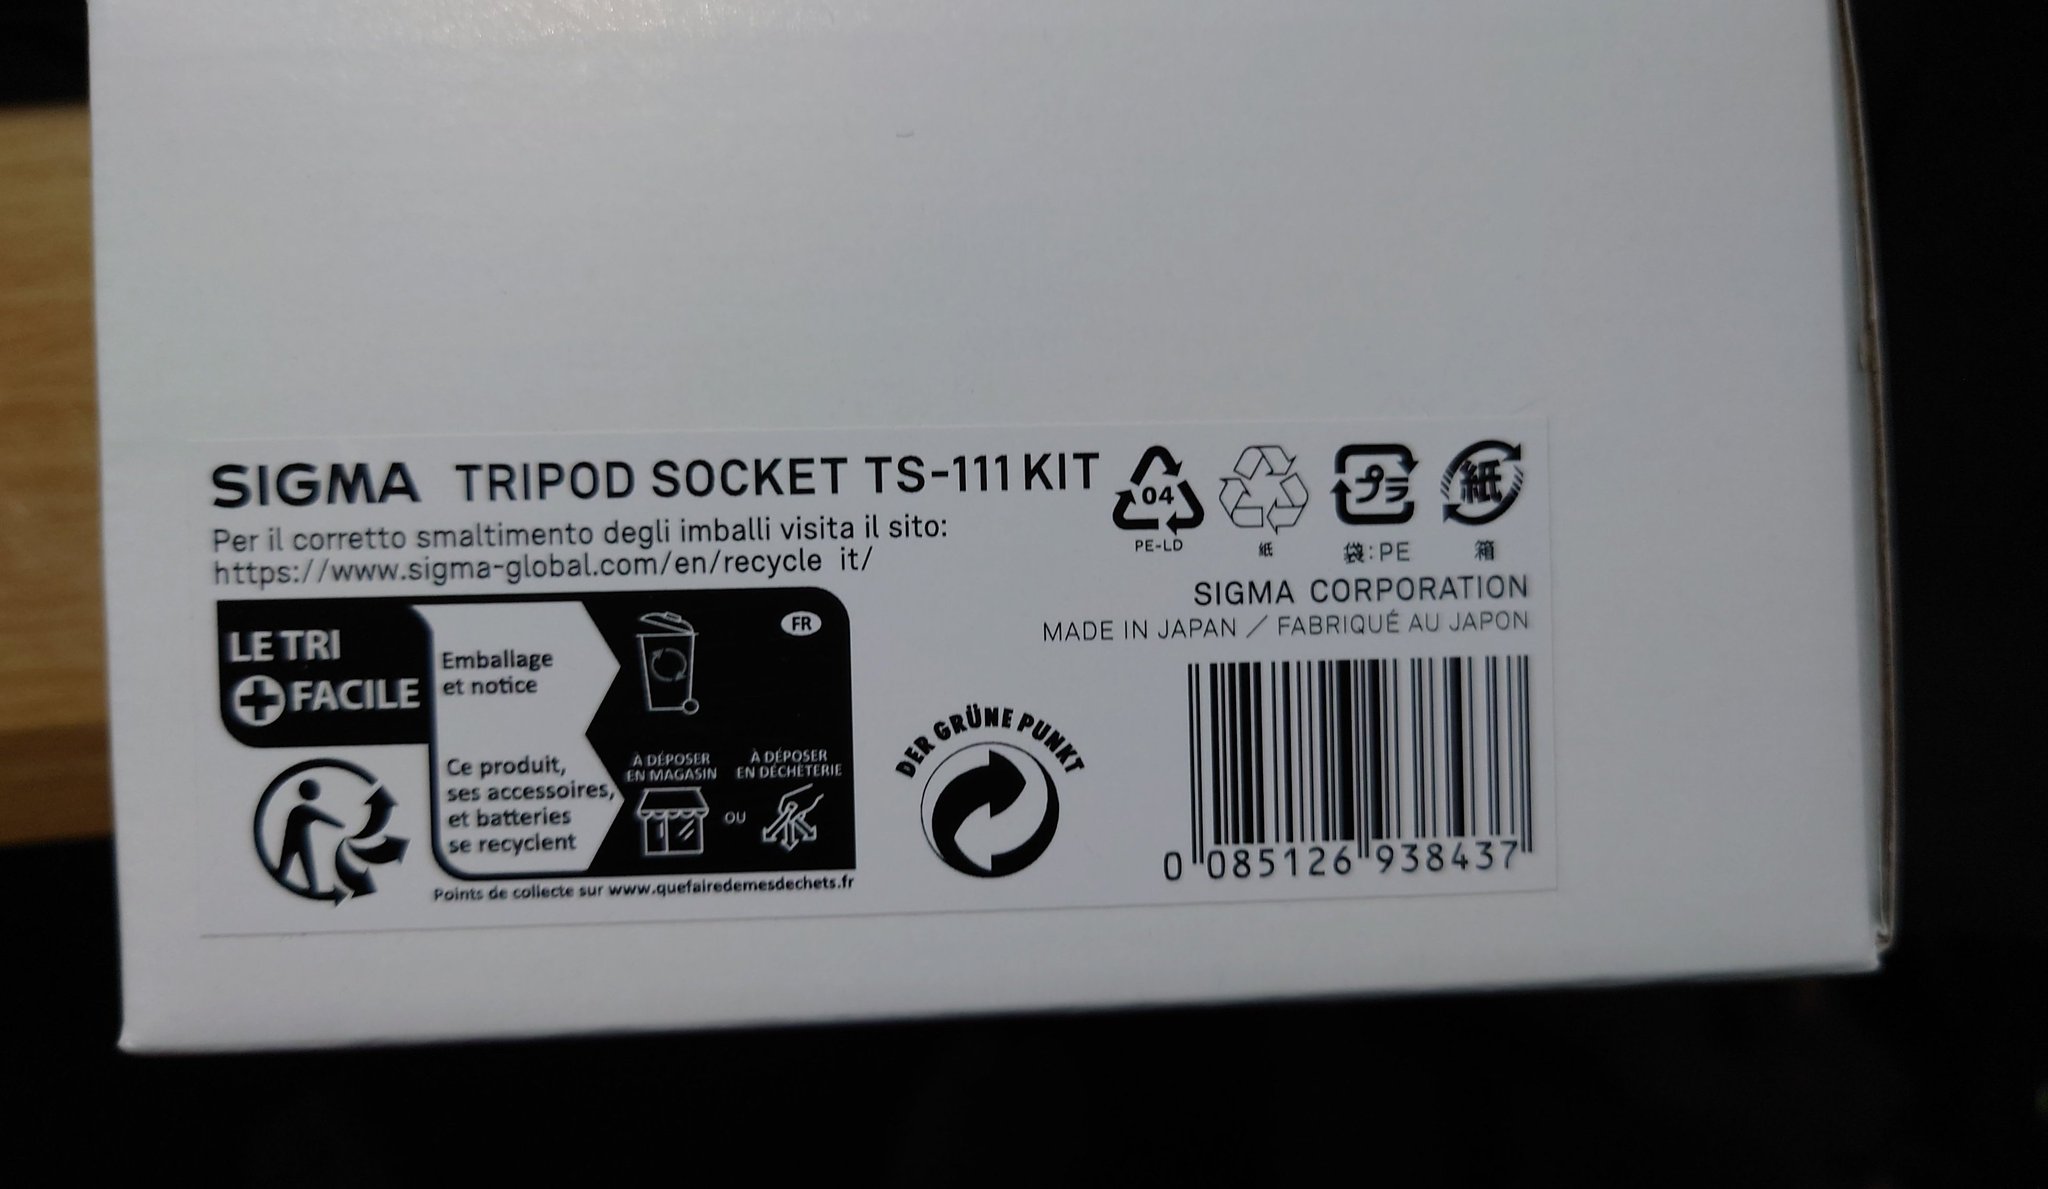 SIGMA TRIPOD SOCKET TS-111 KIT
Per il corretto smaltimento degli imballi visita il sito:
https://www.sigma-global.com/en/recycle it/
04
PE-LD
紙
プラ
袋:PE
紙
箱
SIGMA CORPORATION
MADE IN JAPAN / FABRIQUÉ AU JAPON
LE TRI
+ FACILE
Emballage
et notice
FR
Ce produit,
ses accessoires,
et batteries
se recyclent
À DÉPOSER
EN MAGASIN
OU
À DÉPOSER
EN DÉCHÈTERIE
Points de collecte sur www.quefairedemesdechets.fr
DER GRÜNE PUNKT
0 085126 938437